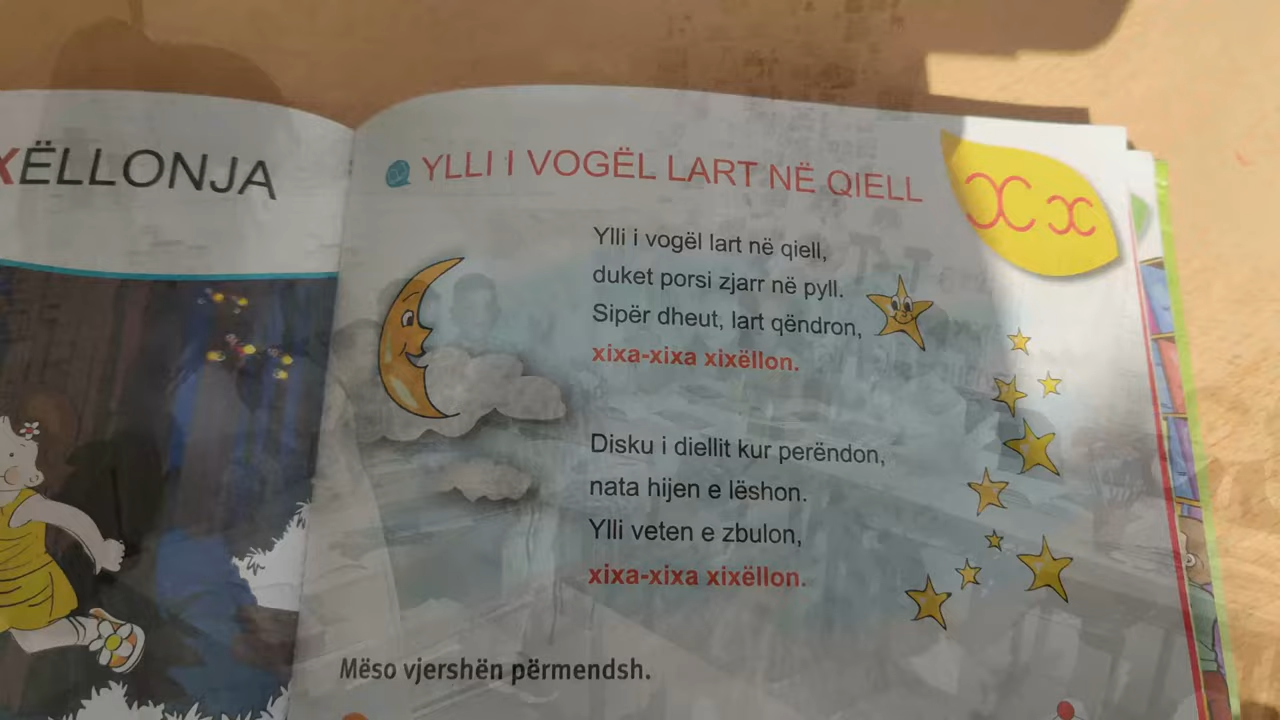 XËLLONJA
YLLI I VOGËL LART NË QIELL
X x
Ylli i vogël lart në qiell,
duket porsi zjarr në pyll.
Sipër dheut, lart qëndron,
xixa-xixa xixëllon.
Disku i diellit kur perëndon,
nata hijen e lëshon.
Ylli veten e zbulon,
xixa-xixa xixëllon.
Mëso vjershën përmendsh.